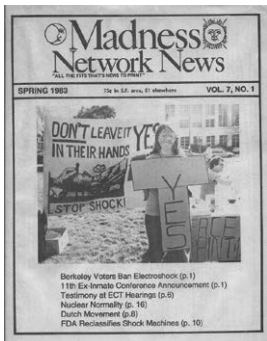 Madness
Network News
"ALL THE FITS THAT'S NEWS TO PRINT"
SPRING 1983
75¢ in S.F. area, $1 elsewhere
VOL. 7, NO. 1
DON'T LEAVE IT
IN THEIR HANDS
STOP SHOCK!
YES
YES
Berkeley Voters Ban Electroshock (p.1)
11th Ex-Inmate Conference Announcement (p.1)
Testimony at ECT Hearings (p.6)
Nuclear Normality (p. 16)
Dutch Movement (p.8)
FDA Reclassifies Shock Machines (p. 10)